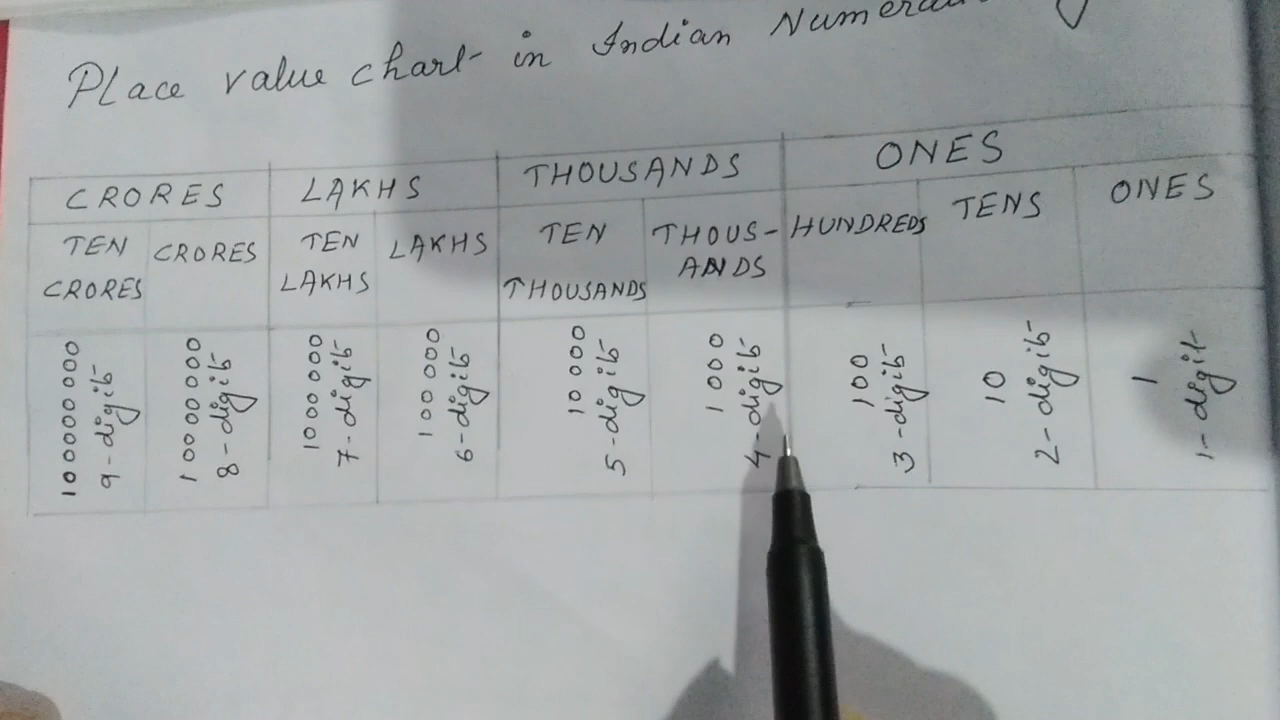 Place value chart in Indian
CRORES LAKHS THOUSANDS ONES
TEN CRORES CRORES TEN LAKHS LAKHS TEN THOUSANDS THOUS-ANDS HUNDREDS TENS ONES
100000000 10000000 1000000 100000 10000 1000 100 10 1
9-digit 8-digit 7-digit 6-digit 5-digit 4-digit 3-digit 2-digit 1-digit